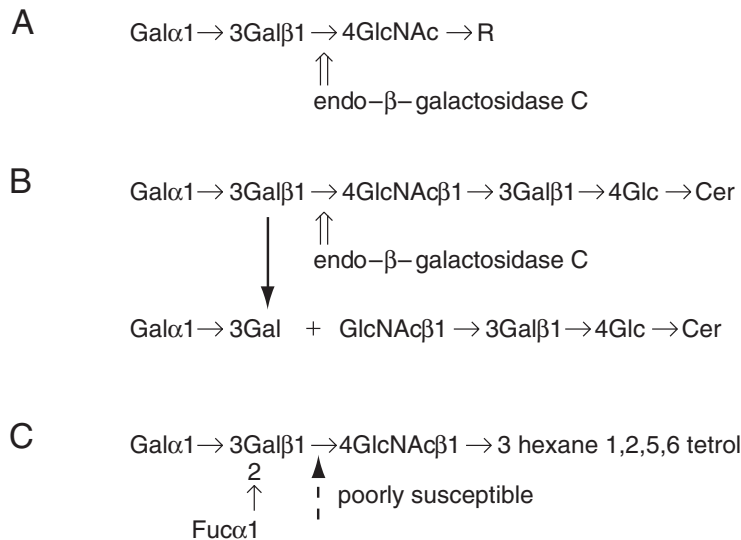 A
Galα1→3Galβ1→4GlcNAc→R
⇑
endo–β–galactosidase C
B
Galα1→3Galβ1→4GlcNAcβ1→3Galβ1→4Glc→Cer
⇑
endo–β–galactosidase C
Galα1→3Gal + GlcNAcβ1→3Galβ1→4Glc→Cer
C
Galα1→3Galβ1→4GlcNAcβ1→3 hexane 1,2,5,6 tetrol
2
poorly susceptible
↑
Fucα1